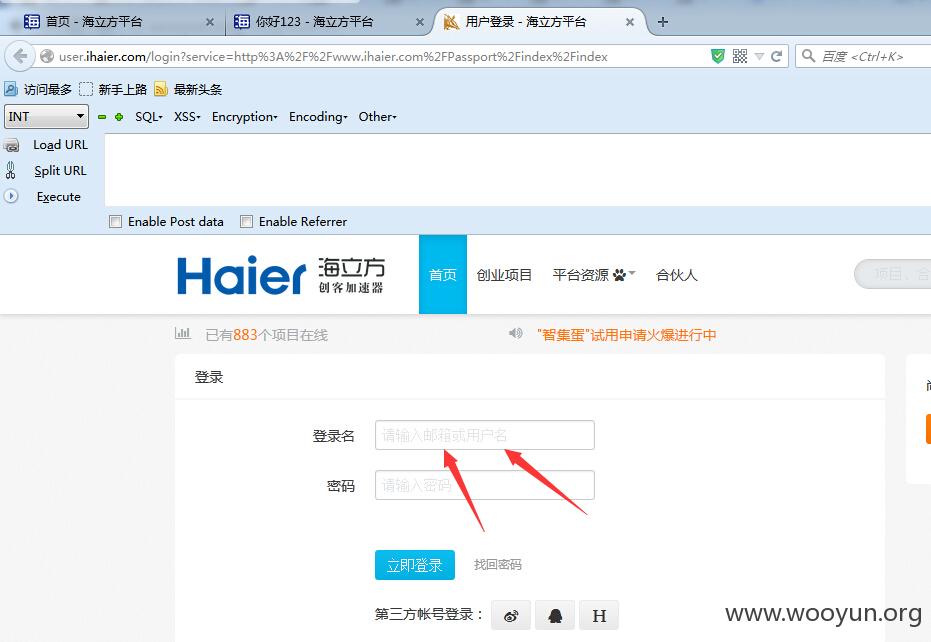 首页 - 海立方平台 × 你好123 - 海立方平台 × 用户登录 - 海立方平台 × +
user.ihaier.com/login?service=http%3A%2F%2Fwww.ihaier.com%2FPassport%2Findex%2Findex 百度 <Ctrl+K>
访问最多 新手上路 最新头条
INT SQL XSS Encryption Encoding Other
Load URL
Split URL
Execute
Enable Post data Enable Referrer
Haier 海立方 创客加速器 首页 创业项目 平台资源 合伙人 项目、会
已有883个项目在线 "智集蛋"试用申请火爆进行中
登录
登录名 请输入邮箱或用户名
密码 请输入密码
立即登录 找回密码
第三方帐号登录： H
www.wooyun.org